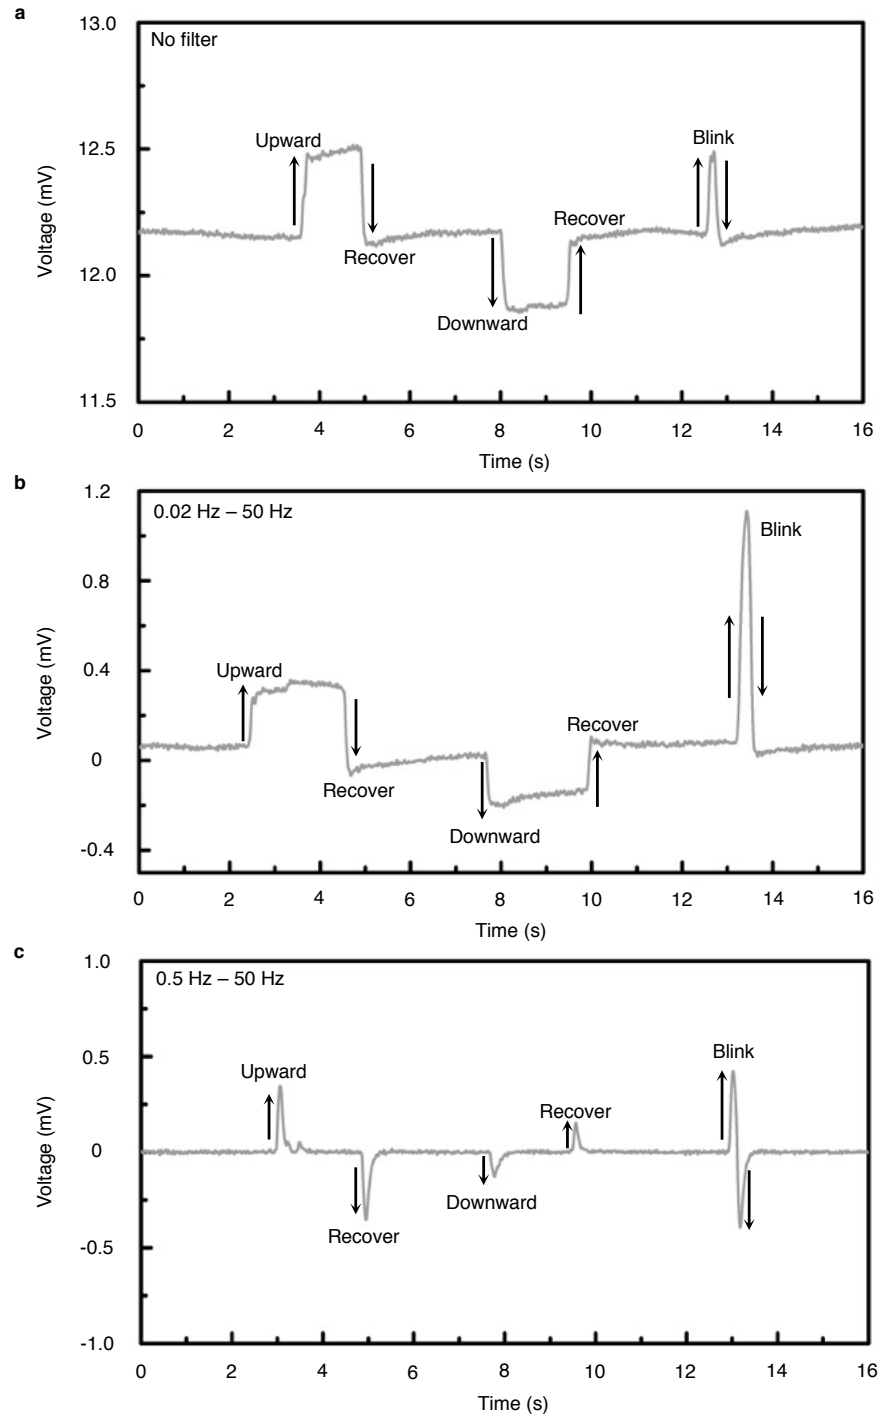 a
13.0
No filter
12.5
Upward
Blink
Recover
Recover
Voltage (mV)
12.0
Downward
11.5
0 2 4 6 8 10 12 14 16
Time (s)
b
1.2
0.02 Hz – 50 Hz
Blink
0.8
Voltage (mV)
0.4
Upward
Recover
0
Recover
Downward
-0.4
0 2 4 6 8 10 12 14 16
Time (s)
c
1.0
0.5 Hz – 50 Hz
0.5
Upward
Blink
Recover
Voltage (mV)
0
Downward
Recover
-0.5
-1.0
0 2 4 6 8 10 12 14 16
Time (s)